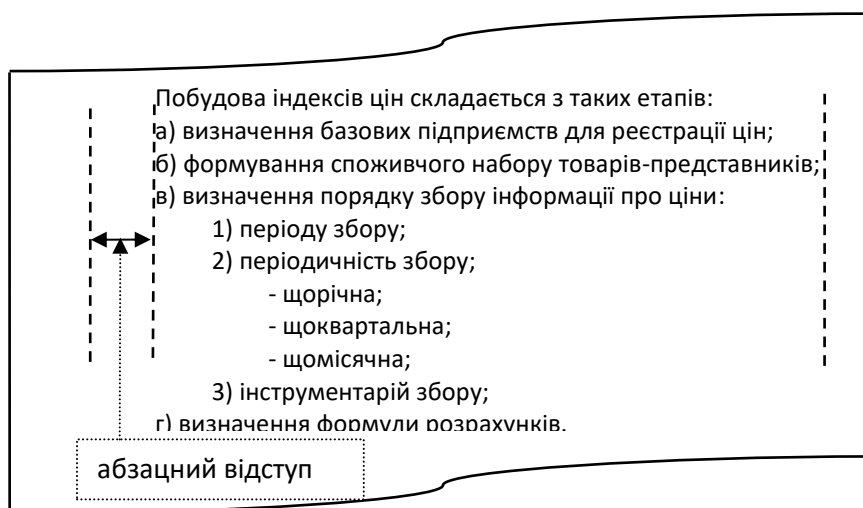 Побудова індексів цін складається з таких етапів:
а) визначення базових підприємств для реєстрації цін;
б) формування споживчого набору товарів-представників;
в) визначення порядку збору інформації про ціни:
1) періоду збору;
2) періодичність збору;
- щорічна;
- щоквартальна;
- щомісячна;
3) інструментарій збору;
г) визначення формули розрахунків.
абзацний відступ